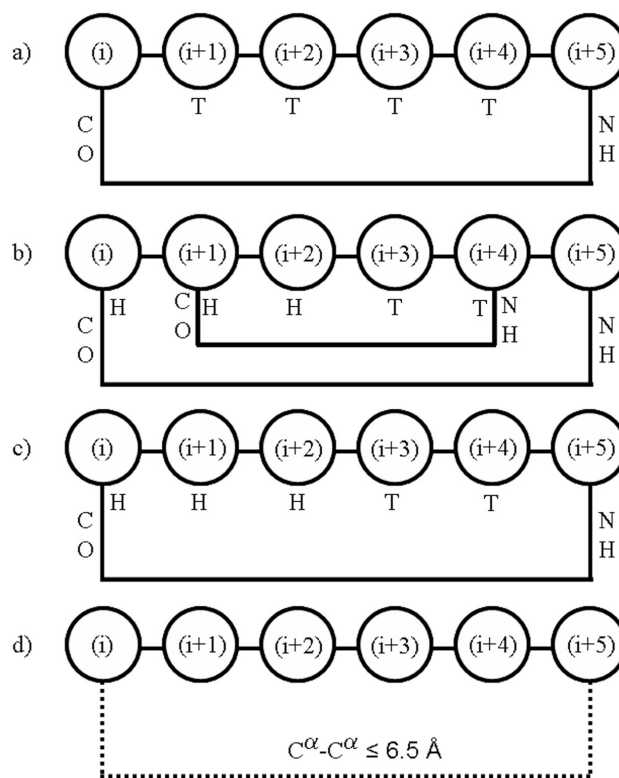 a) (i) (i+1) (i+2) (i+3) (i+4) (i+5)
T T T T
C N
O H
b) (i) (i+1) (i+2) (i+3) (i+4) (i+5)
H C H H T T N
C O H N
O H
c) (i) (i+1) (i+2) (i+3) (i+4) (i+5)
H H H T T
C N
O H
d) (i) (i+1) (i+2) (i+3) (i+4) (i+5)
Cα-Cα ≤ 6.5 Å